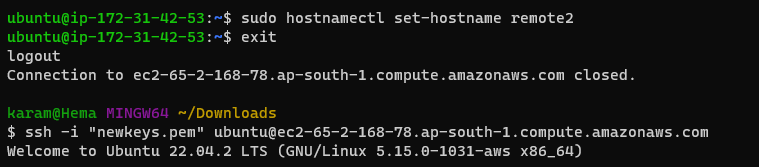 ubuntu@ip-172-31-42-53:~$ sudo hostnamectl set-hostname remote2
ubuntu@ip-172-31-42-53:~$ exit
logout
Connection to ec2-65-2-168-78.ap-south-1.compute.amazonaws.com closed.
karam@Hema MINGW64 ~/Downloads
$ ssh -i "newkeys.pem" ubuntu@ec2-65-2-168-78.ap-south-1.compute.amazonaws.com
Welcome to Ubuntu 22.04.2 LTS (GNU/Linux 5.15.0-1031-aws x86_64)